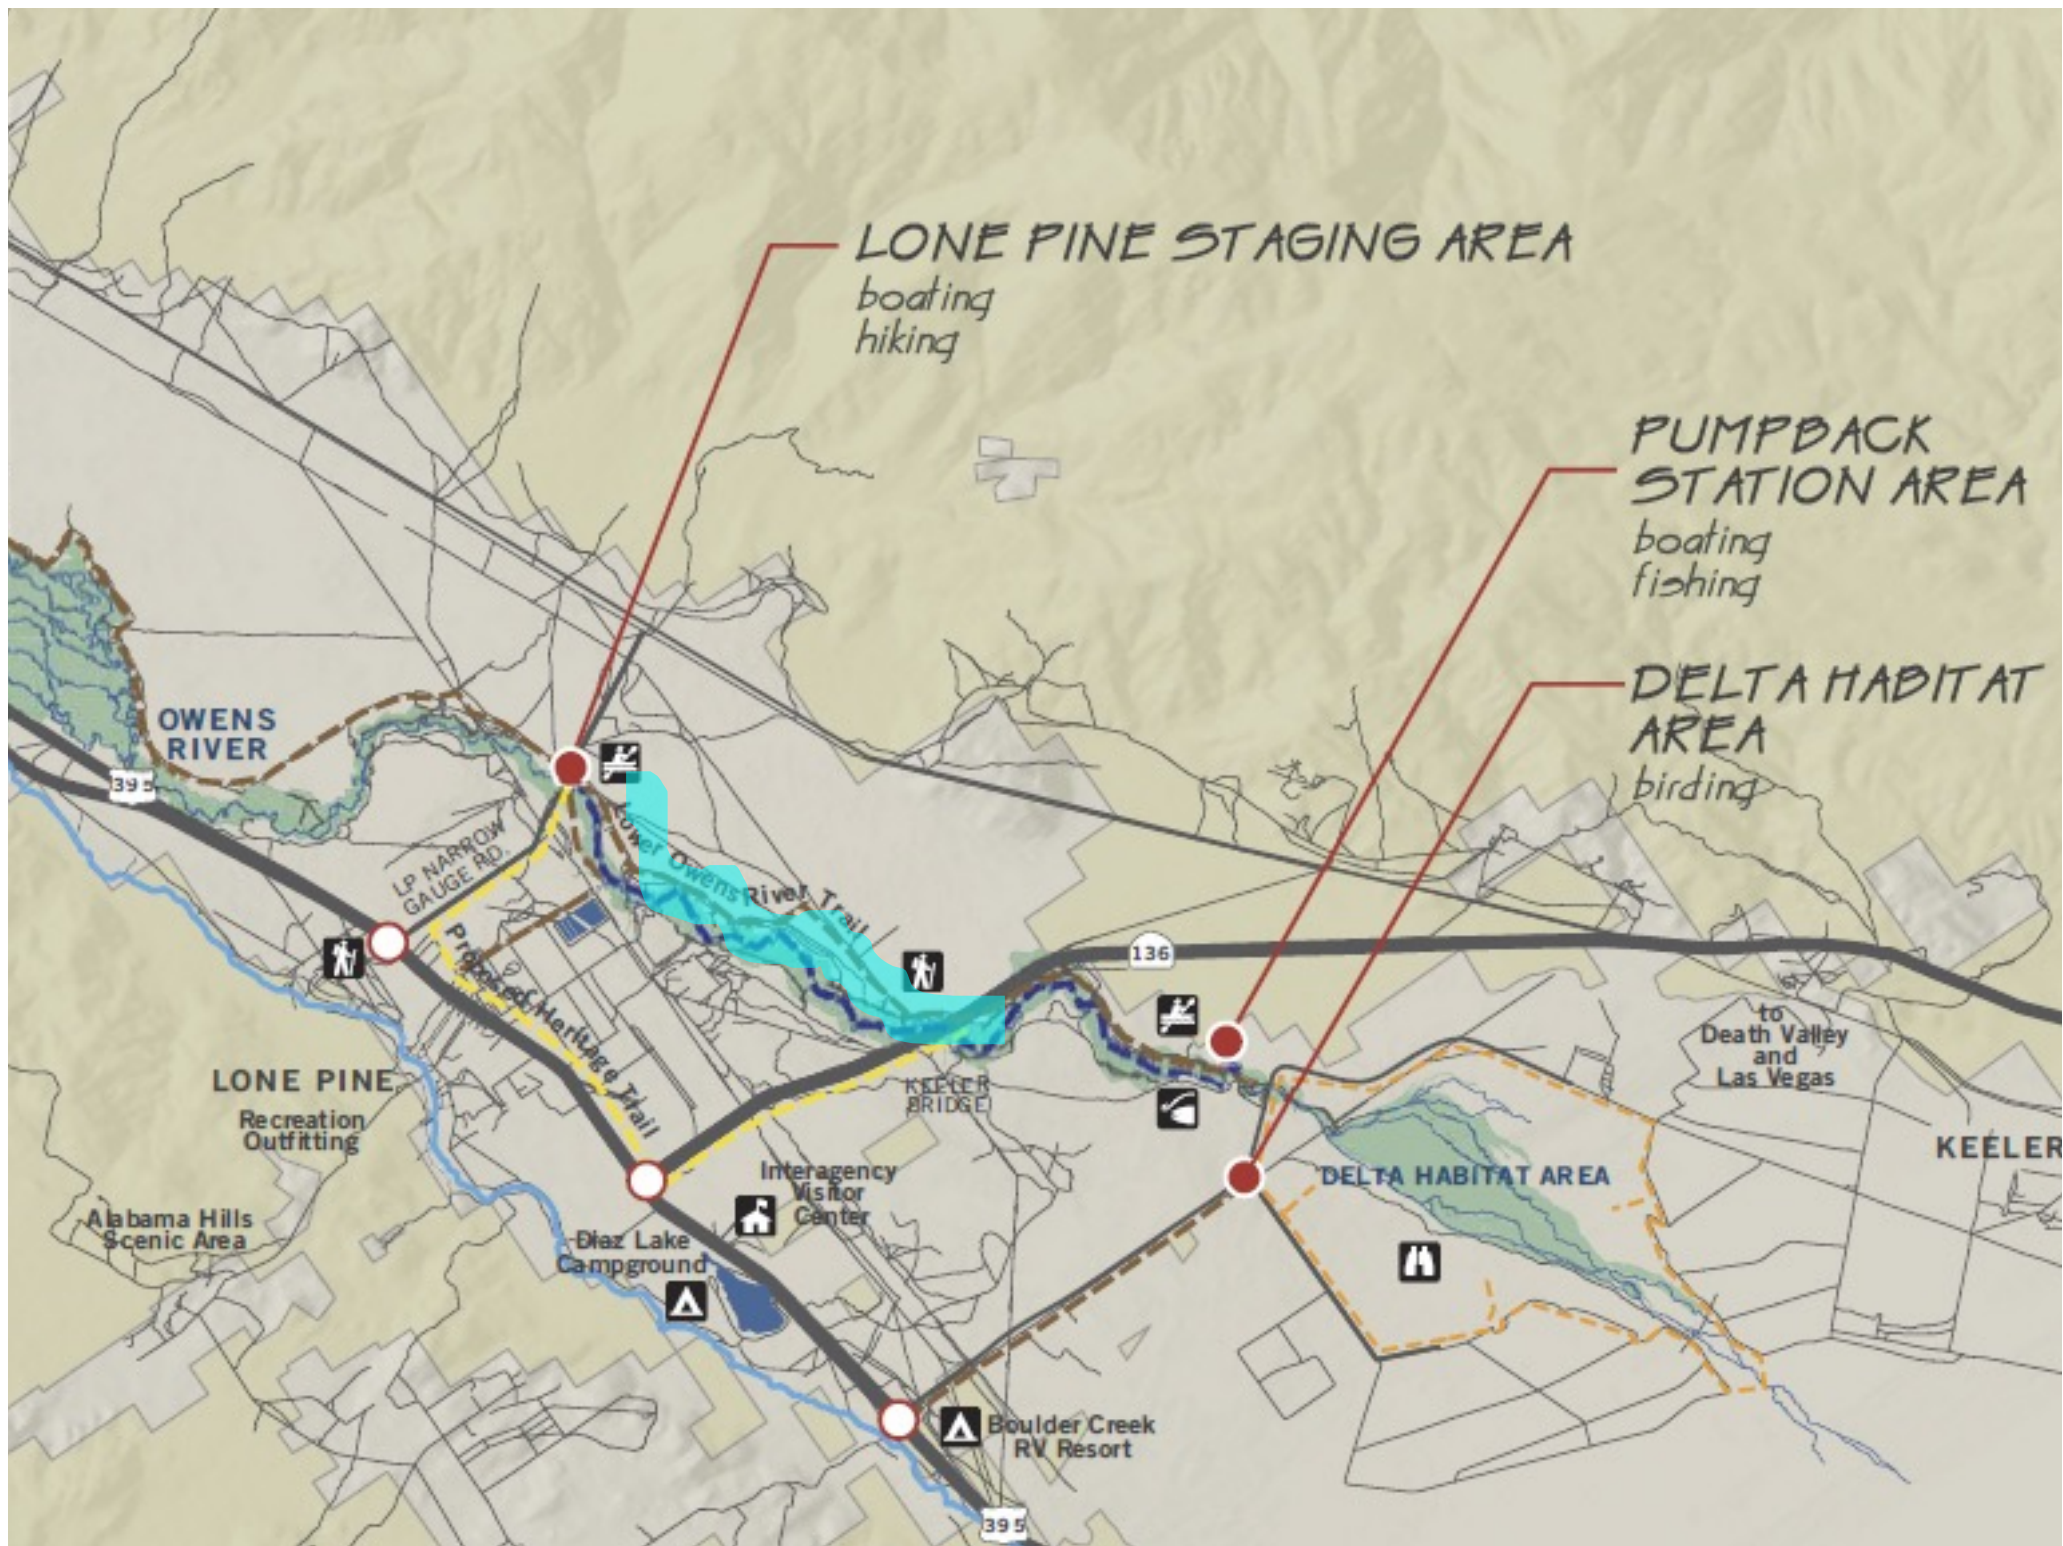 LONE PINE STAGING AREA
boating
hiking
PUMPBACK
STATION AREA
boating
fishing
DELTA HABITAT
AREA
birding
OWENS
RIVER
395
LP NARROW
GAUGE RD.
Lower Owens River Trail
Proposed Heritage Trail
136
to
Death Valley
and
Las Vegas
KEELER
BRIDGE
LONE PINE
Recreation
Outfitting
KEELER
DELTA HABITAT AREA
Interagency
Visitor
Center
Alabama Hills
Scenic Area
Diaz Lake
Campground
Boulder Creek
RV Resort
395